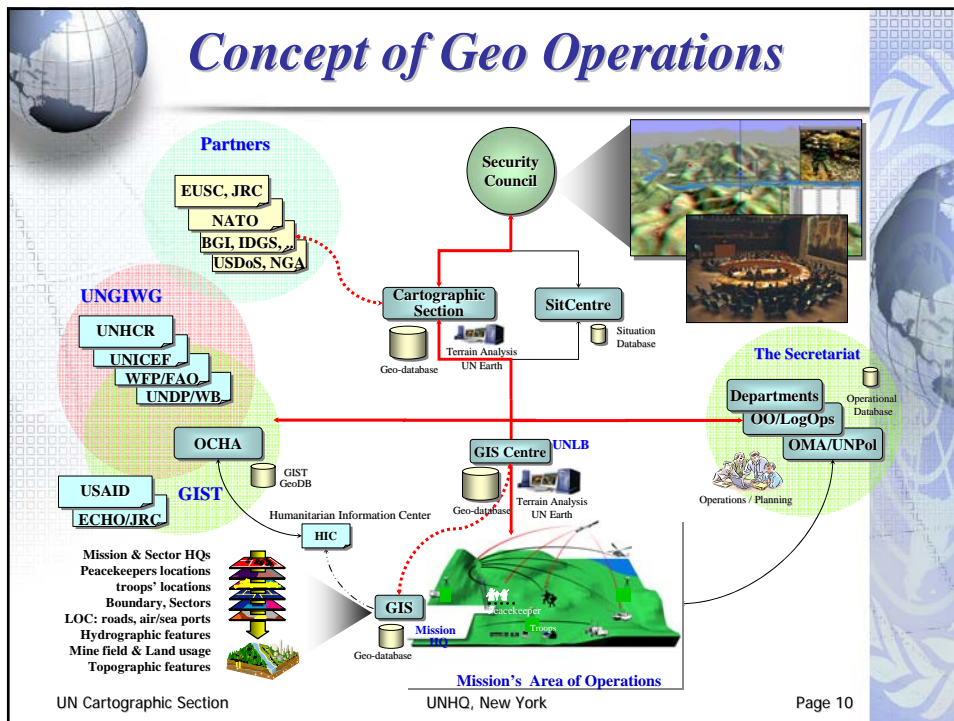 Concept of Geo Operations
Partners
EUSC, JRC
NATO
BGI, IDGS, ..
USDoS, NGA
Security
Council
UNGIWG
UNHCR
UNICEF
WFP/FAO
UNDP/WB
Cartographic
Section
Geo-database
Terrain Analysis
UN Earth
SitCentre
Situation
Database
The Secretariat
Departments
OO/LogOps
OMA/UNPol
Operational
Database
Operations / Planning
OCHA
GIST
GeoDB
GIST
USAID
ECHO/JRC
GIS Centre
UNLB
Geo-database
Terrain Analysis
UN Earth
Humanitarian Information Center
HIC
Mission & Sector HQs
Peacekeepers locations
troops' locations
Boundary, Sectors
LOC: roads, air/sea ports
Hydrographic features
Mine field & Land usage
Topographic features
GIS
Geo-database
Mission
HQ
Peacekeeper
Troops
Mission's Area of Operations
UN Cartographic Section
UNHQ, New York
Page 10